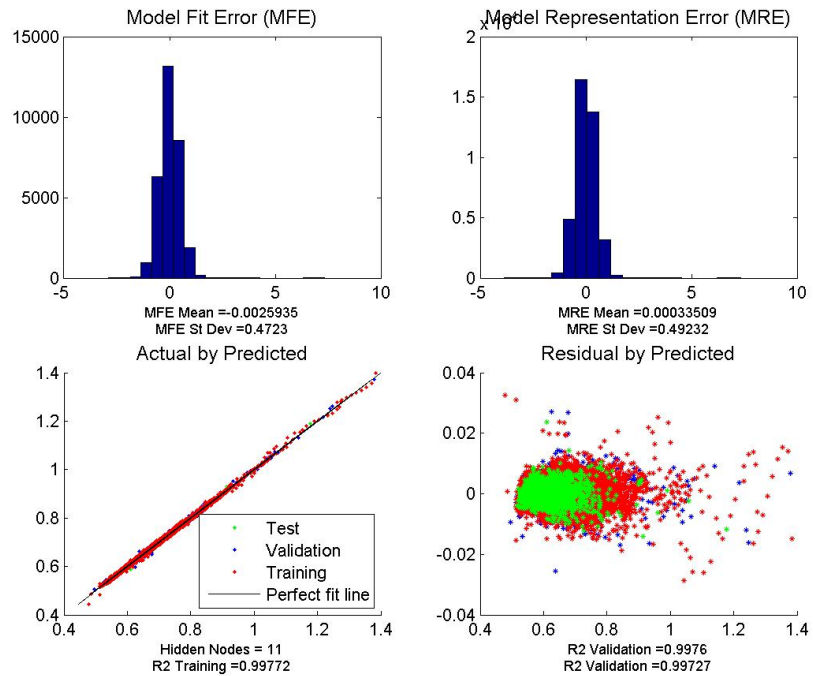 Model Fit Error (MFE)
15000
10000
5000
0
-5
0
5
10
MFE Mean =-0.0025935
MFE St Dev =0.4723
Model Representation Error (MRE)
2
1.5
1
0.5
0
-5
0
5
10
MRE Mean =0.00033509
MRE St Dev =0.49232
Actual by Predicted
1.4
1.2
1
0.8
0.6
0.4
Test
Validation
Training
Perfect fit line
0.4
0.6
0.8
1
1.2
1.4
Hidden Nodes = 11
R2 Training =0.99772
Residual by Predicted
0.04
0.02
0
-0.02
-0.04
0.4
0.6
0.8
1
1.2
1.4
R2 Validation =0.9976
R2 Validation =0.99727